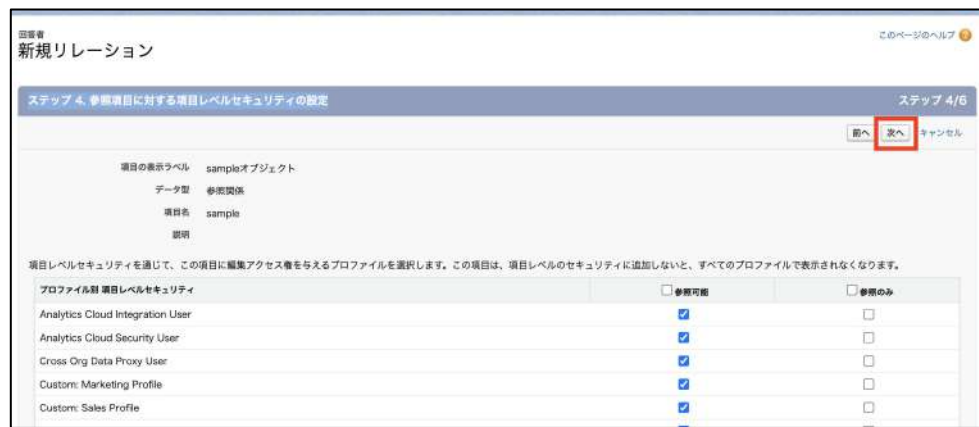 回答者
新規リレーション
このページのヘルプ
ステップ 4. 参照項目に対する項目レベルセキュリティの設定
ステップ 4/6
前へ 次へ キャンセル
項目の表示ラベル sampleオブジェクト
データ型 参照関係
項目名 sample
説明
項目レベルセキュリティを通じて、この項目に編集アクセス権を与えるプロファイルを選択します。この項目は、項目レベルのセキュリティに追加しないと、すべてのプロファイルで表示されなくなります。
プロファイル別 項目レベルセキュリティ 参照可能 参照のみ
Analytics Cloud Integration User
Analytics Cloud Security User
Cross Org Data Proxy User
Custom: Marketing Profile
Custom: Sales Profile